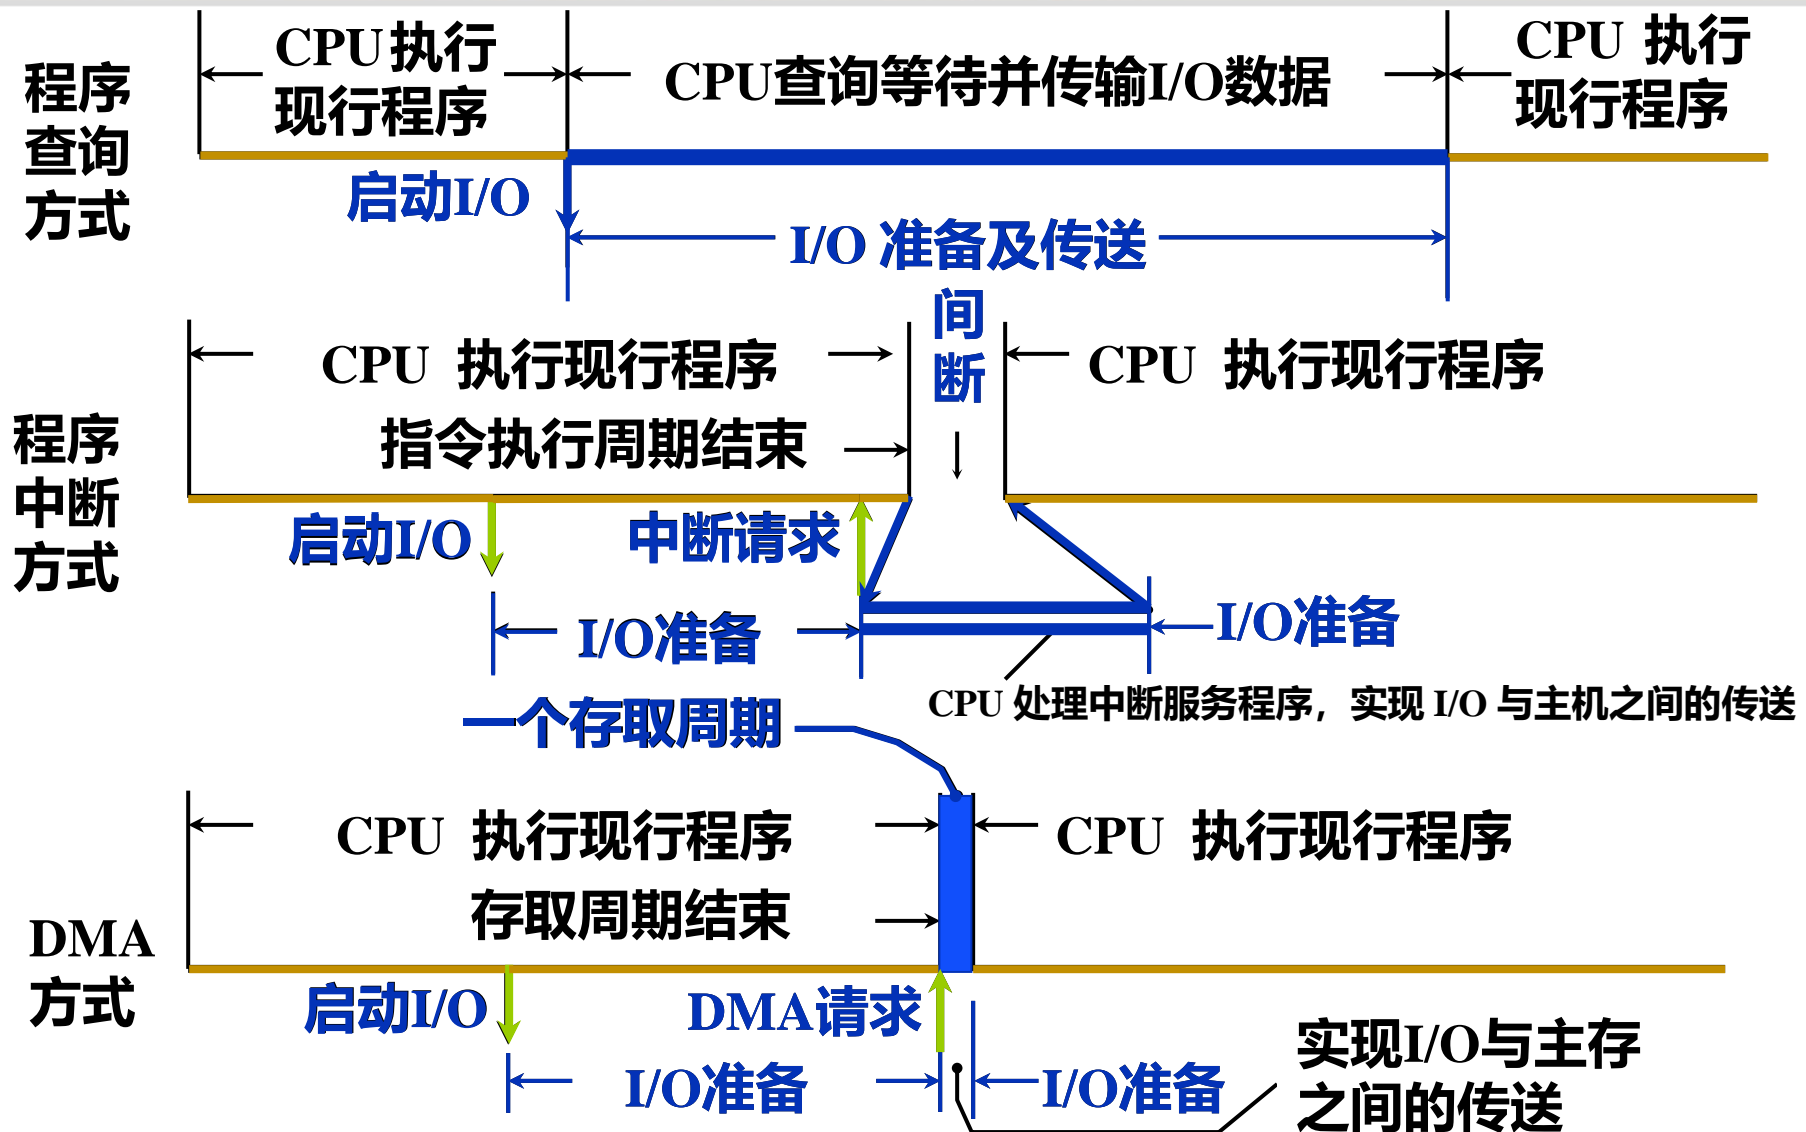 程序
查询
方式
CPU 执行
现行程序
CPU查询等待并传输I/O数据
CPU 执行
现行程序
启动I/O
I/O 准备及传送
程序
中断
方式
CPU 执行现行程序
指令执行周期结束
间
断
CPU 执行现行程序
启动I/O
中断请求
I/O准备
I/O准备
CPU 处理中断服务程序，实现 I/O 与主机之间的传送
一个存取周期
DMA
方式
CPU 执行现行程序
存取周期结束
CPU 执行现行程序
启动I/O
DMA请求
I/O准备
I/O准备
实现I/O与主存
之间的传送